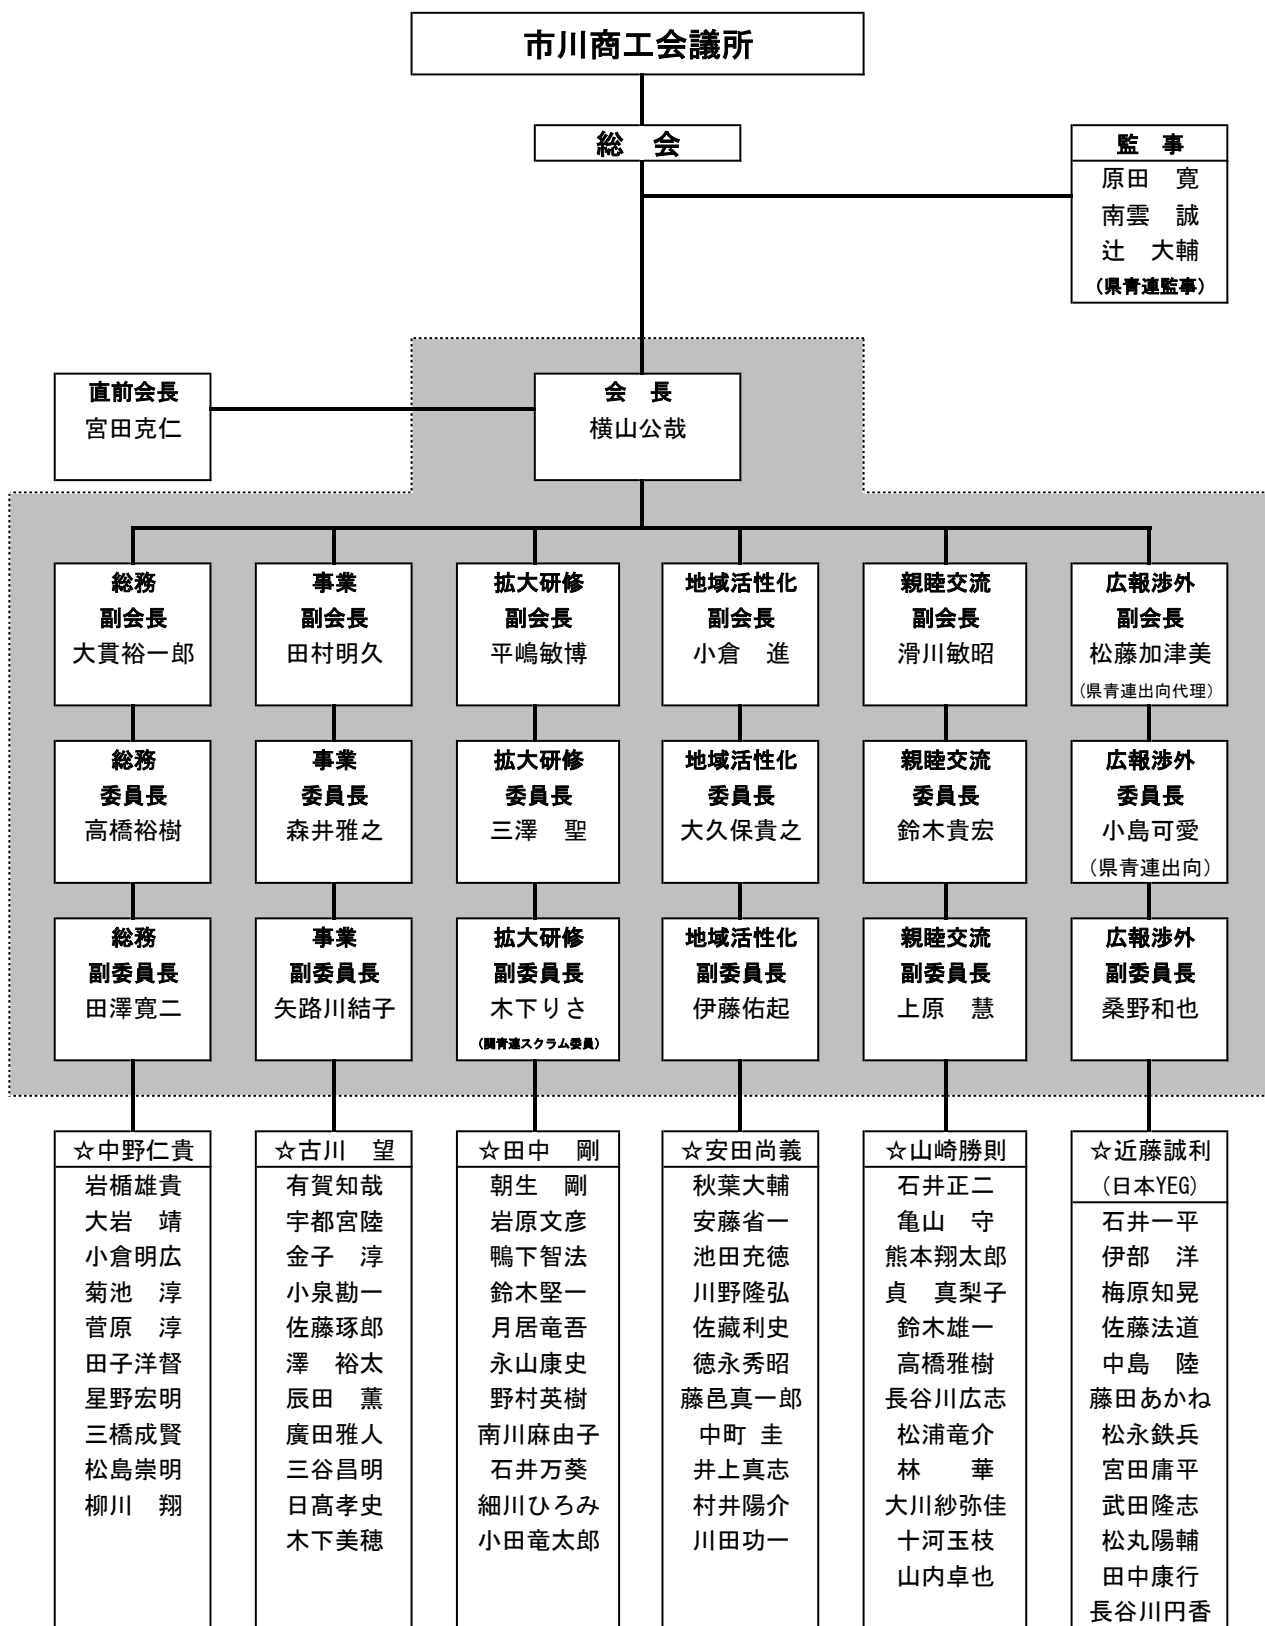 市川商工会議所
総　会
監　事
原田　寛
南雲　誠
辻　大輔
（県青連監事）
直前会長
宮田克仁
会　長
横山公哉
総務
副会長
大貫裕一郎
事業
副会長
田村明久
拡大研修
副会長
平嶋敏博
地域活性化
副会長
小倉　進
親睦交流
副会長
滑川敏昭
広報渉外
副会長
松藤加津美
（県青連出向代理）
総務
委員長
高橋裕樹
事業
委員長
森井雅之
拡大研修
委員長
三澤　聖
地域活性化
委員長
大久保貴之
親睦交流
委員長
鈴木貴宏
広報渉外
委員長
小島可愛
（県青連出向）
総務
副委員長
田澤寛二
事業
副委員長
矢路川結子
拡大研修
副委員長
木下りさ
（関青連スクラム委員）
地域活性化
副委員長
伊藤佑起
親睦交流
副委員長
上原　慧
広報渉外
副委員長
桑野和也
☆中野仁貴
岩楯雄貴
大岩　靖
小倉明広
菊池　淳
菅原　淳
田子洋督
星野宏明
三橋成賢
松島崇明
柳川　翔
☆古川　望
有賀知哉
宇都宮陸
金子　淳
小泉勘一
佐藤琢郎
澤　裕太
辰田　薫
廣田雅人
三谷昌明
日髙孝史
木下美穂
☆田中　剛
朝生　剛
岩原文彦
鴨下智法
鈴木堅一
月居竜吾
永山康史
野村英樹
南川麻由子
石井万葵
細川ひろみ
小田竜太郎
☆安田尚義
秋葉大輔
安藤省一
池田充徳
川野隆弘
佐藏利史
徳永秀昭
藤邑真一郎
中町 圭
井上真志
村井陽介
川田功一
☆山崎勝則
石井正二
亀山　守
熊本翔太郎
貞　真梨子
鈴木雄一
高橋雅樹
長谷川広志
松浦竜介
林　　華
大川紗弥佳
十河玉枝
山内卓也
☆近藤誠利
（日本YEG）
石井一平
伊部　洋
梅原知晃
佐藤法道
中島　陸
藤田あかね
松永鉄兵
宮田庸平
武田隆志
松丸陽輔
田中康行
長谷川円香